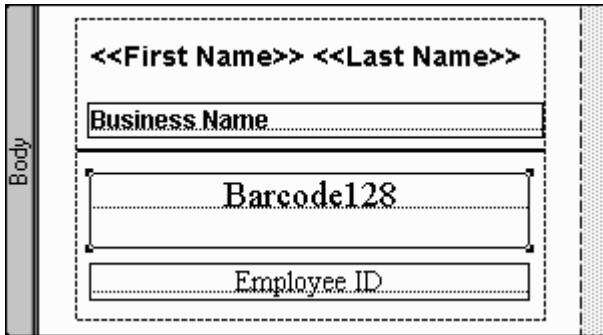 <<First Name>> <<Last Name>>
Business Name
Body
Barcode128
Employee ID